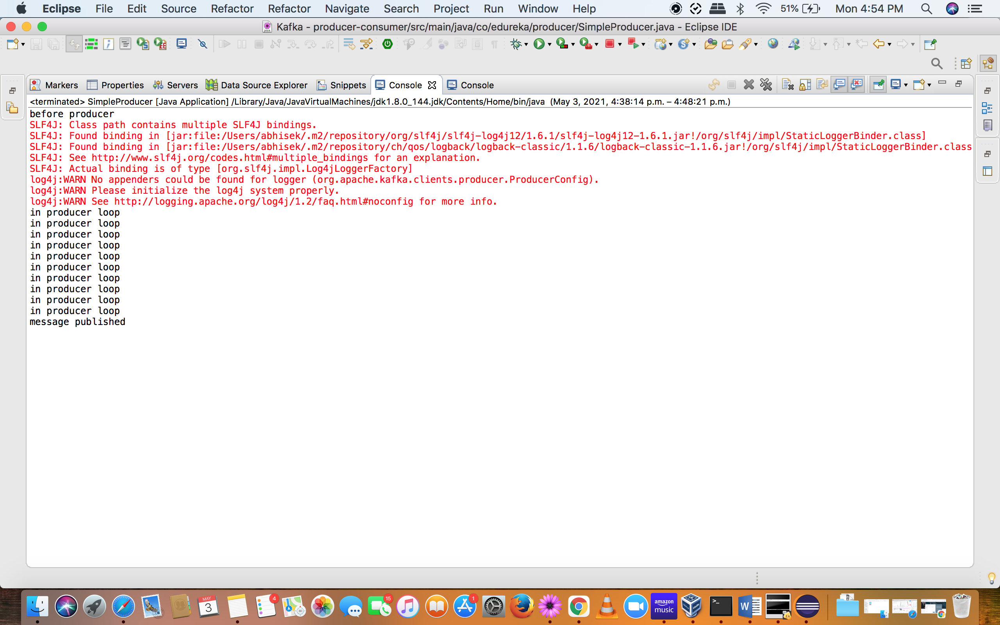 Eclipse File Edit Source Refactor Refactor Navigate Search Project Run Window Help 51% Mon 4:54 PM
Kafka - producer-consumer/src/main/java/co/edureka/producer/SimpleProducer.java - Eclipse IDE
Markers Properties Servers Data Source Explorer Snippets Console Console
<terminated> SimpleProducer [Java Application] /Library/Java/JavaVirtualMachines/jdk1.8.0_144.jdk/Contents/Home/bin/java (May 3, 2021, 4:38:14 p.m. – 4:48:21 p.m.)
before producer
SLF4J: Class path contains multiple SLF4J bindings.
SLF4J: Found binding in [jar:file:/Users/abhisek/.m2/repository/org/slf4j/slf4j-log4j12/1.6.1/slf4j-log4j12-1.6.1.jar!/org/slf4j/impl/StaticLoggerBinder.class]
SLF4J: Found binding in [jar:file:/Users/abhisek/.m2/repository/ch/qos/logback/logback-classic/1.1.6/logback-classic-1.1.6.jar!/org/slf4j/impl/StaticLoggerBinder.class
SLF4J: See http://www.slf4j.org/codes.html#multiple_bindings for an explanation.
SLF4J: Actual binding is of type [org.slf4j.impl.Log4jLoggerFactory]
log4j:WARN No appenders could be found for logger (org.apache.kafka.clients.producer.ProducerConfig).
log4j:WARN Please initialize the log4j system properly.
log4j:WARN See http://logging.apache.org/log4j/1.2/faq.html#noconfig for more info.
in producer loop
in producer loop
in producer loop
in producer loop
in producer loop
in producer loop
in producer loop
in producer loop
in producer loop
in producer loop
message published
MAY
3
4
3D
15
1
amazon
music
W
2.6